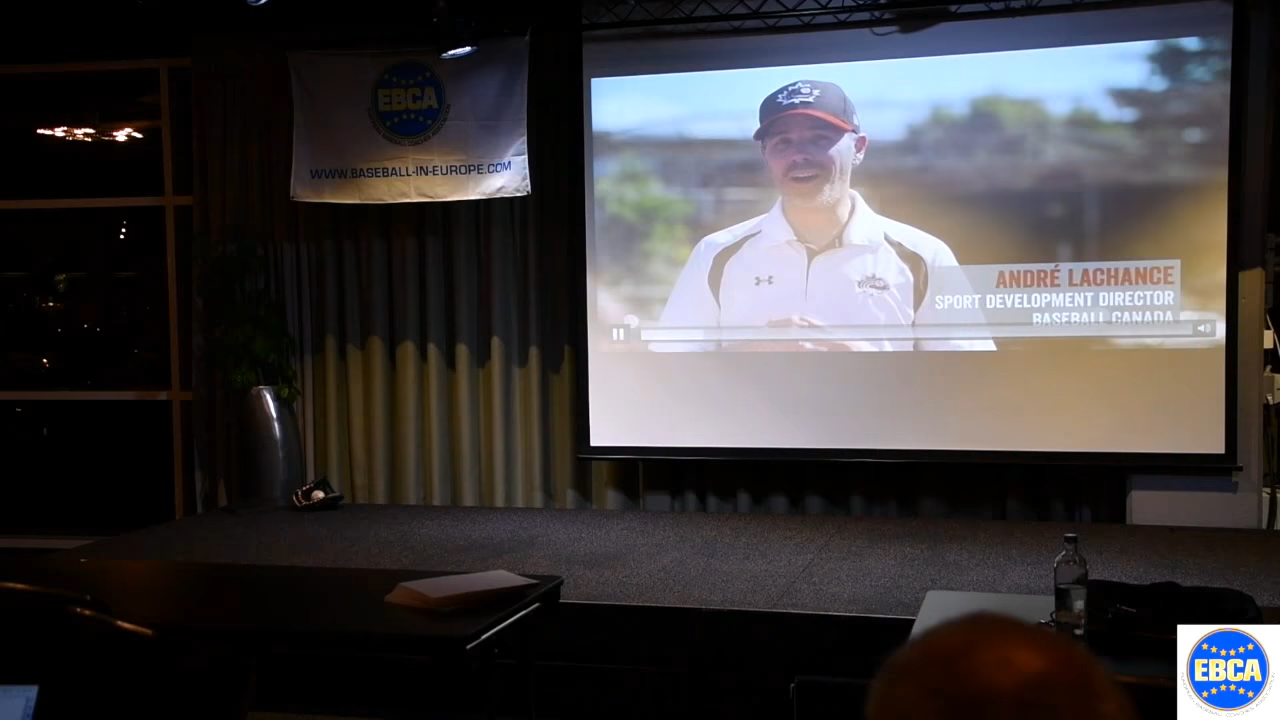 EBCA
WWW.BASEBALL-IN-EUROPE.COM
ANDRÉ LACHANCE
SPORT DEVELOPMENT DIRECTOR
BASEBALL CANADA
EBCA